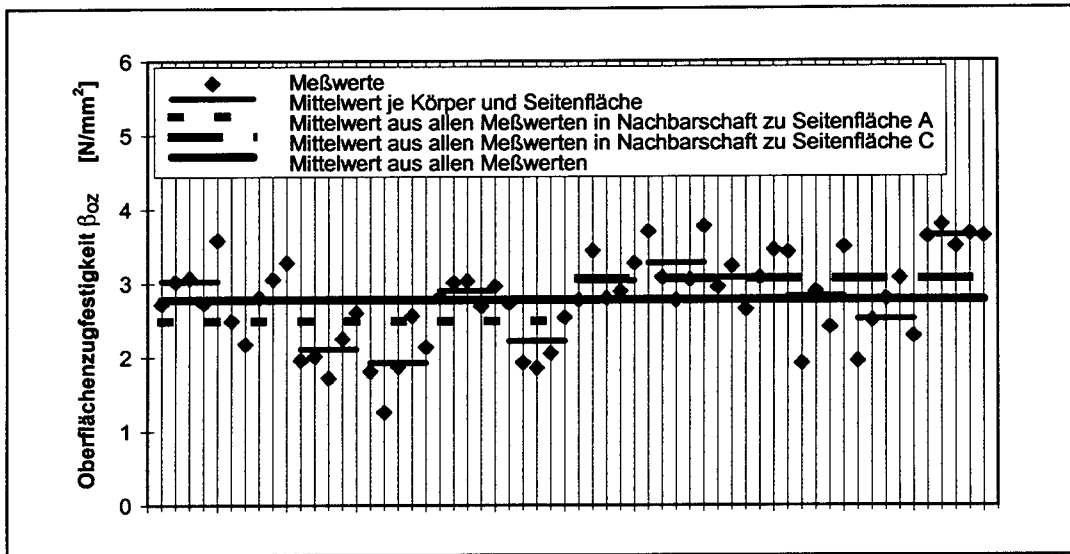 Oberflächenzugfestigkeit βOZ [N/mm²]
6
5
4
3
2
1
0
Meßwerte
Mittelwert je Körper und Seitenfläche
Mittelwert aus allen Meßwerten in Nachbarschaft zu Seitenfläche A
Mittelwert aus allen Meßwerten in Nachbarschaft zu Seitenfläche C
Mittelwert aus allen Meßwerten